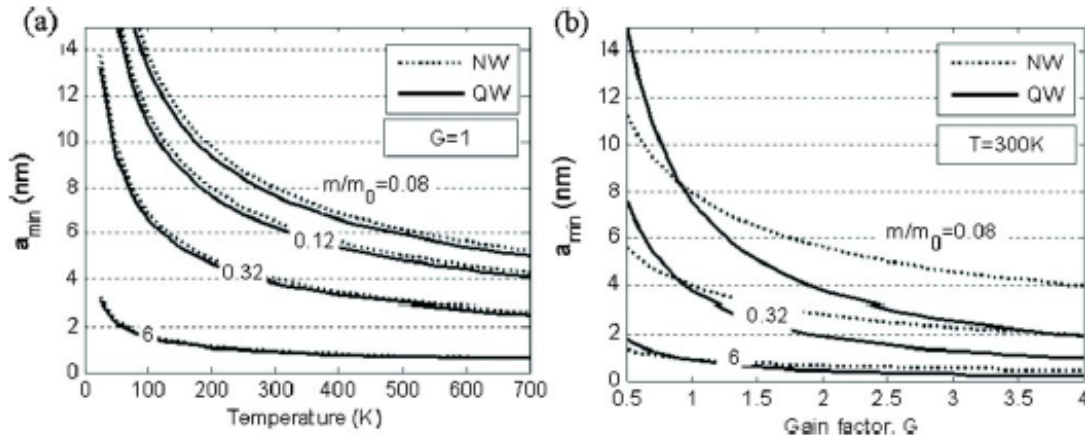 (a)
14
12
10
8
6
4
2
0
a_min (nm)
NW
QW
G=1
m/m_0=0.08
0.12
0.32
6
0 100 200 300 400 500 600 700
Temperature (K)
(b)
14
12
10
8
6
4
2
0
a_min (nm)
NW
QW
T=300K
m/m_0=0.08
0.32
6
0.5 1 1.5 2 2.5 3 3.5 4
Gain factor. G